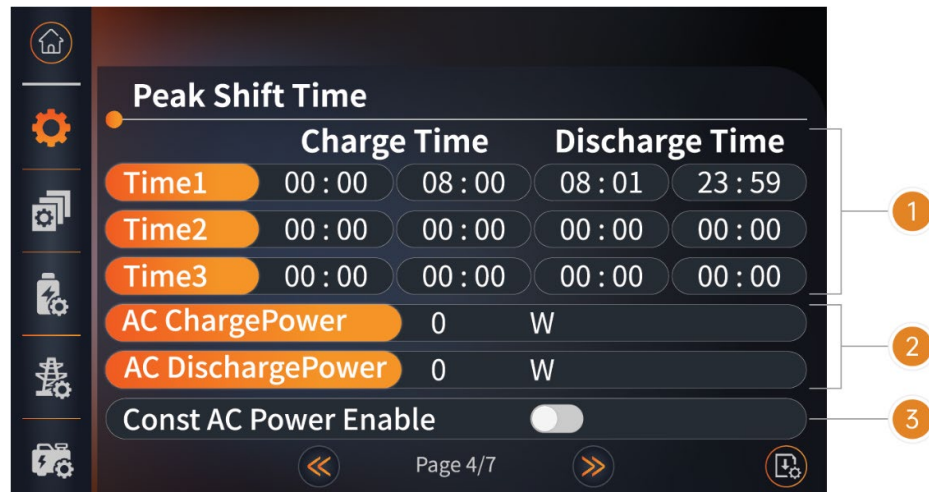 Peak Shift Time
Charge Time Discharge Time
Time1 00:00 08:00 08:01 23:59
1
Time2 00:00 00:00 00:00 00:00
Time3 00:00 00:00 00:00 00:00
AC ChargePower 0 W
2
AC DischargePower 0 W
Const AC Power Enable
3
Page 4/7